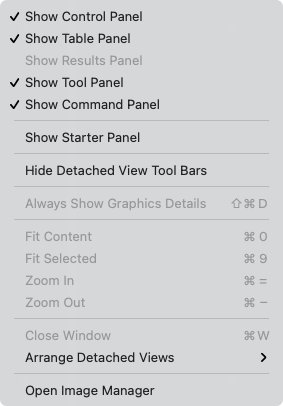 ✓ Show Control Panel
✓ Show Table Panel
Show Results Panel
✓ Show Tool Panel
✓ Show Command Panel
Show Starter Panel
Hide Detached View Tool Bars
Always Show Graphics Details ⇧⌘D
Fit Content ⌘0
Fit Selected ⌘9
Zoom In ⌘=
Zoom Out ⌘−
Close Window ⌘W
Arrange Detached Views >
Open Image Manager